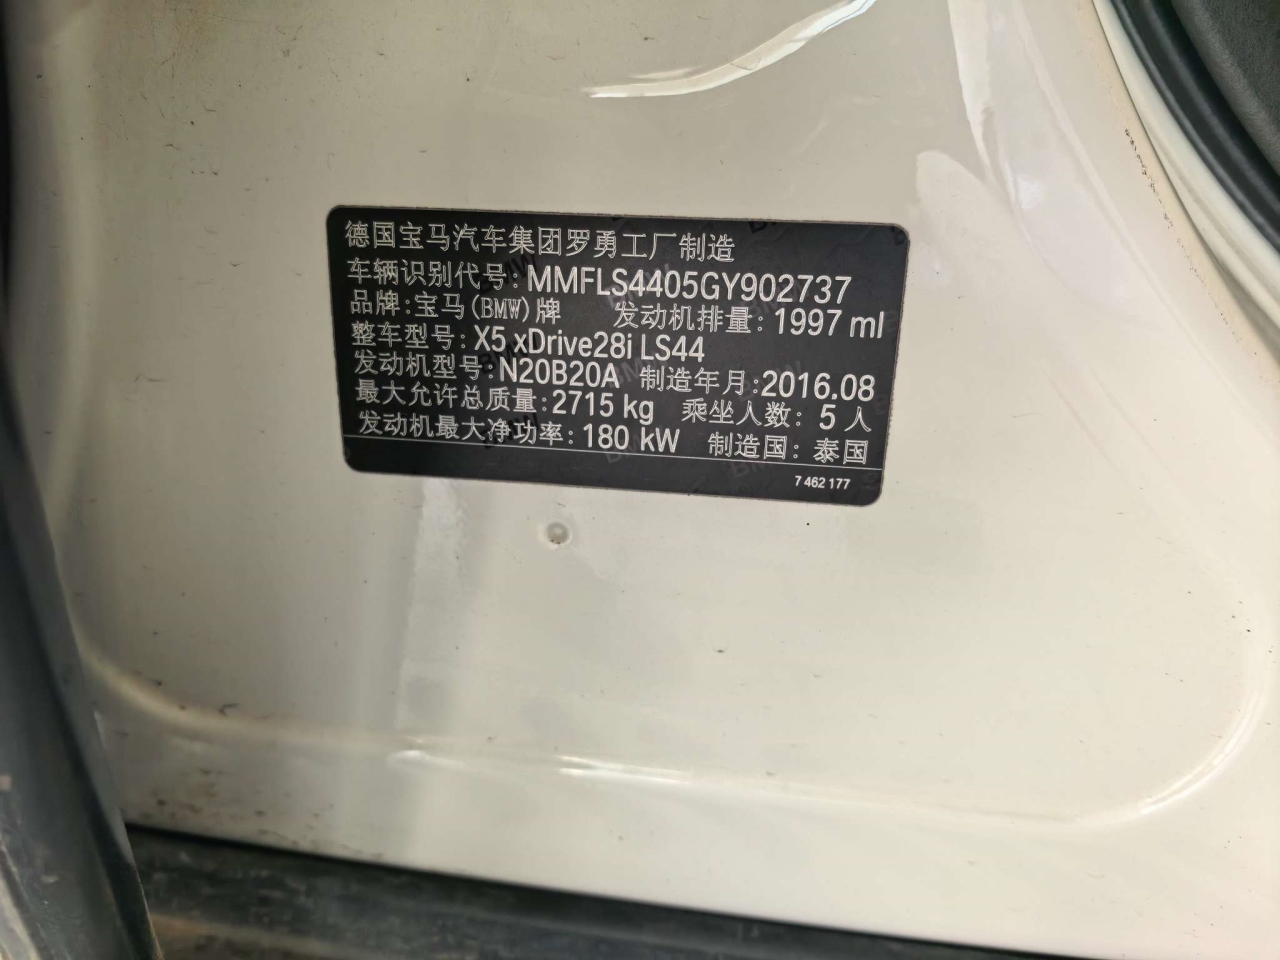 德国宝马汽车集团罗勇工厂制造
车辆识别代号: MMFLS4405GY902737
品牌: 宝马(BMW)牌 发动机排量: 1997 ml
整车型号: X5 xDrive28i LS44
发动机型号: N20B20A 制造年月: 2016.08
最大允许总质量: 2715 kg 乘坐人数: 5 人
发动机最大净功率: 180 kW 制造国: 泰国
7 462 177